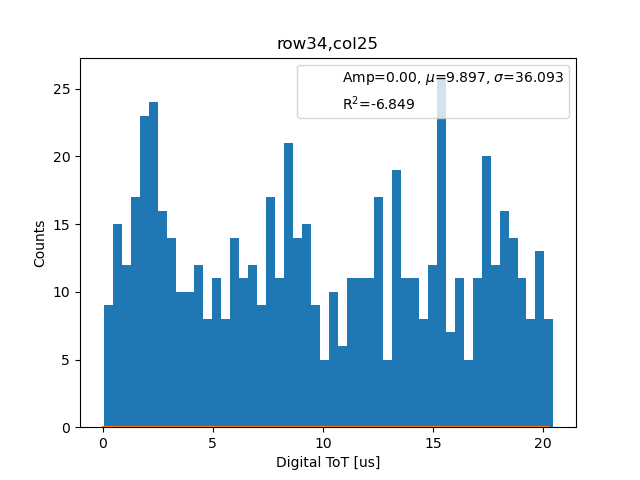 row34,col25
Amp=0.00, μ=9.897, σ=36.093
R²=-6.849
25
20
15
10
5
0
Counts
0 5 10 15 20
Digital ToT [us]